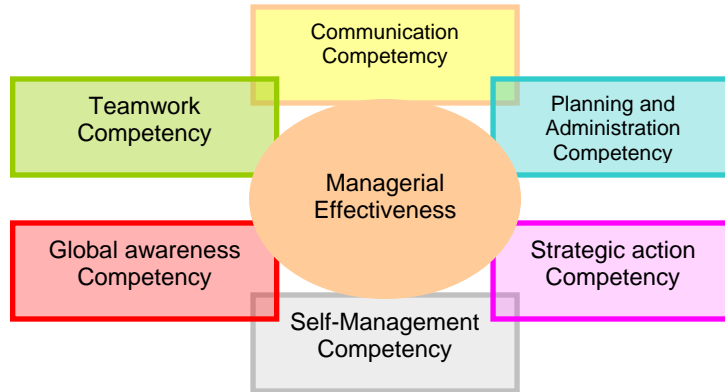 Communication
Competemcy
Teamwork
Competency
Planning and
Administration
Competency
Managerial
Effectiveness
Global awareness
Competency
Strategic action
Competency
Self-Management
Competency